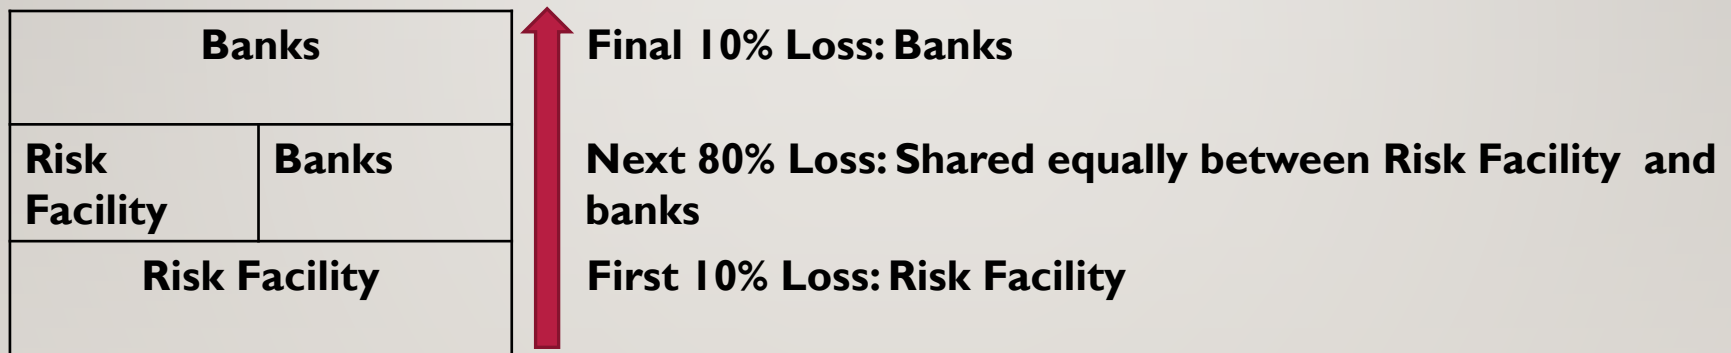 Banks
Final 10% Loss: Banks
Risk
Facility
Banks
Next 80% Loss: Shared equally between Risk Facility and
banks
Risk Facility
First 10% Loss: Risk Facility